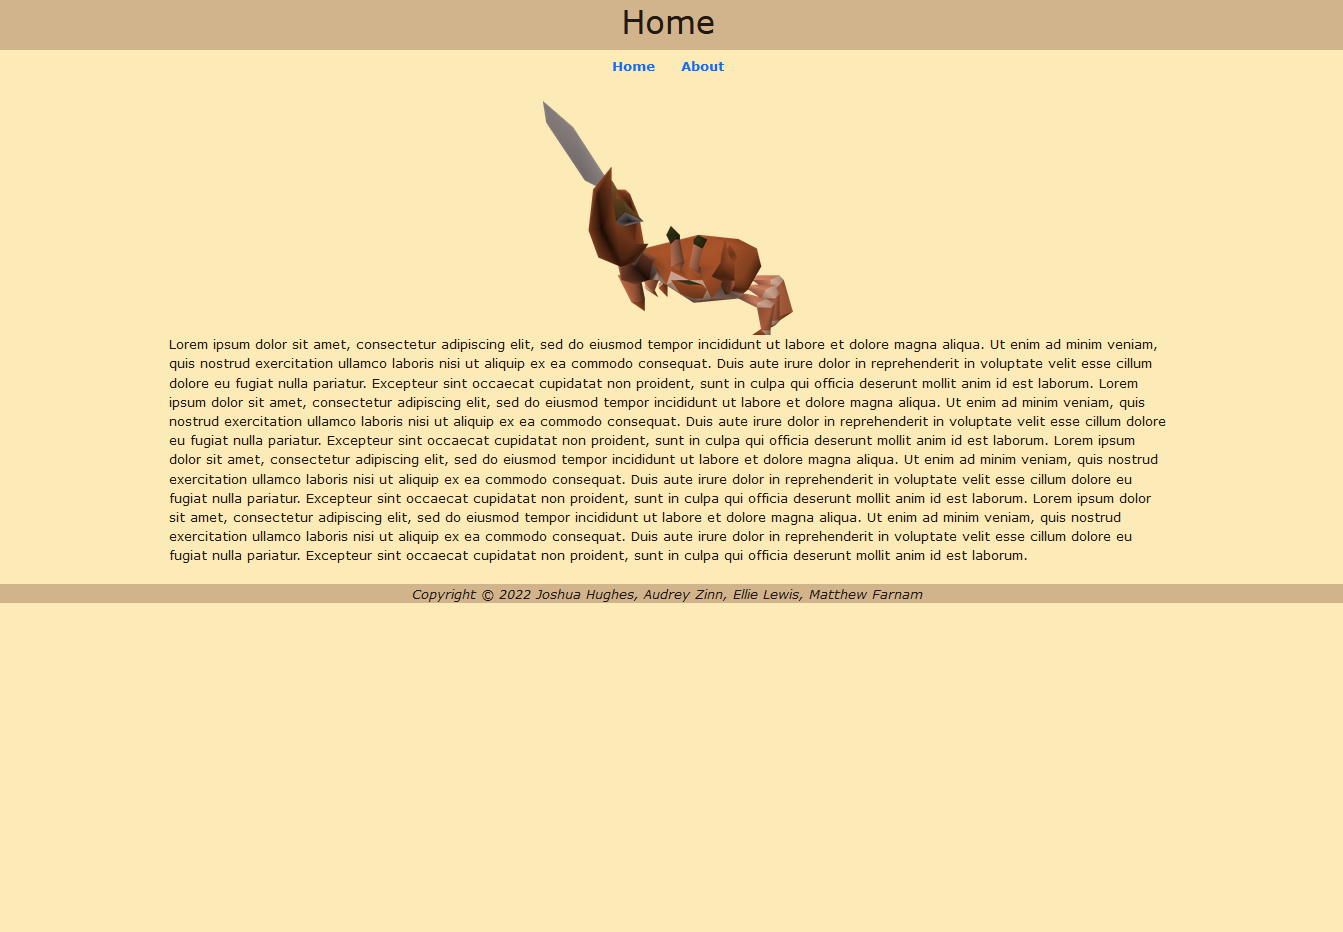 Home
Home About
Lorem ipsum dolor sit amet, consectetur adipiscing elit, sed do eiusmod tempor incididunt ut labore et dolore magna aliqua. Ut enim ad minim veniam,
quis nostrud exercitation ullamco laboris nisi ut aliquip ex ea commodo consequat. Duis aute irure dolor in reprehenderit in voluptate velit esse cillum
dolore eu fugiat nulla pariatur. Excepteur sint occaecat cupidatat non proident, sunt in culpa qui officia deserunt mollit anim id est laborum. Lorem
ipsum dolor sit amet, consectetur adipiscing elit, sed do eiusmod tempor incididunt ut labore et dolore magna aliqua. Ut enim ad minim veniam, quis
nostrud exercitation ullamco laboris nisi ut aliquip ex ea commodo consequat. Duis aute irure dolor in reprehenderit in voluptate velit esse cillum dolore
eu fugiat nulla pariatur. Excepteur sint occaecat cupidatat non proident, sunt in culpa qui officia deserunt mollit anim id est laborum. Lorem ipsum
dolor sit amet, consectetur adipiscing elit, sed do eiusmod tempor incididunt ut labore et dolore magna aliqua. Ut enim ad minim veniam, quis nostrud
exercitation ullamco laboris nisi ut aliquip ex ea commodo consequat. Duis aute irure dolor in reprehenderit in voluptate velit esse cillum dolore eu
fugiat nulla pariatur. Excepteur sint occaecat cupidatat non proident, sunt in culpa qui officia deserunt mollit anim id est laborum. Lorem ipsum dolor
sit amet, consectetur adipiscing elit, sed do eiusmod tempor incididunt ut labore et dolore magna aliqua. Ut enim ad minim veniam, quis nostrud
exercitation ullamco laboris nisi ut aliquip ex ea commodo consequat. Duis aute irure dolor in reprehenderit in voluptate velit esse cillum dolore eu
fugiat nulla pariatur. Excepteur sint occaecat cupidatat non proident, sunt in culpa qui officia deserunt mollit anim id est laborum.
Copyright © 2022 Joshua Hughes, Audrey Zinn, Ellie Lewis, Matthew Farnam